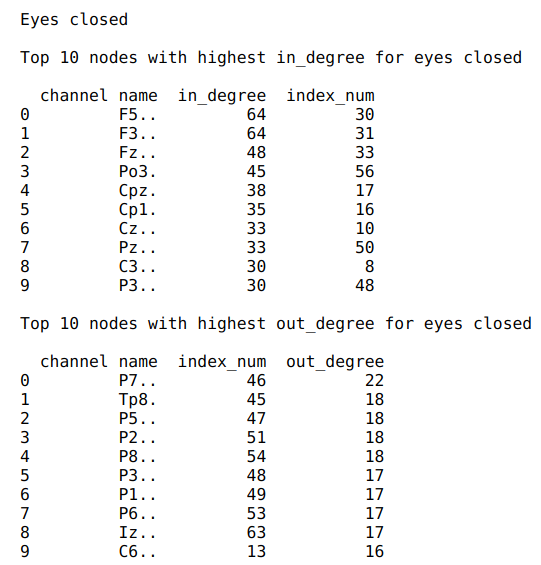 Eyes closed
Top 10 nodes with highest in_degree for eyes closed
channel name in_degree index_num
0 F5.. 64 30
1 F3.. 64 31
2 Fz.. 48 33
3 Po3. 45 56
4 Cpz. 38 17
5 Cp1. 35 16
6 Cz.. 33 10
7 Pz.. 33 50
8 C3.. 30 8
9 P3.. 30 48
Top 10 nodes with highest out_degree for eyes closed
channel name index_num out_degree
0 P7.. 46 22
1 Tp8. 45 18
2 P5.. 47 18
3 P2.. 51 18
4 P8.. 54 18
5 P3.. 48 17
6 P1.. 49 17
7 P6.. 53 17
8 Iz.. 63 17
9 C6.. 13 16